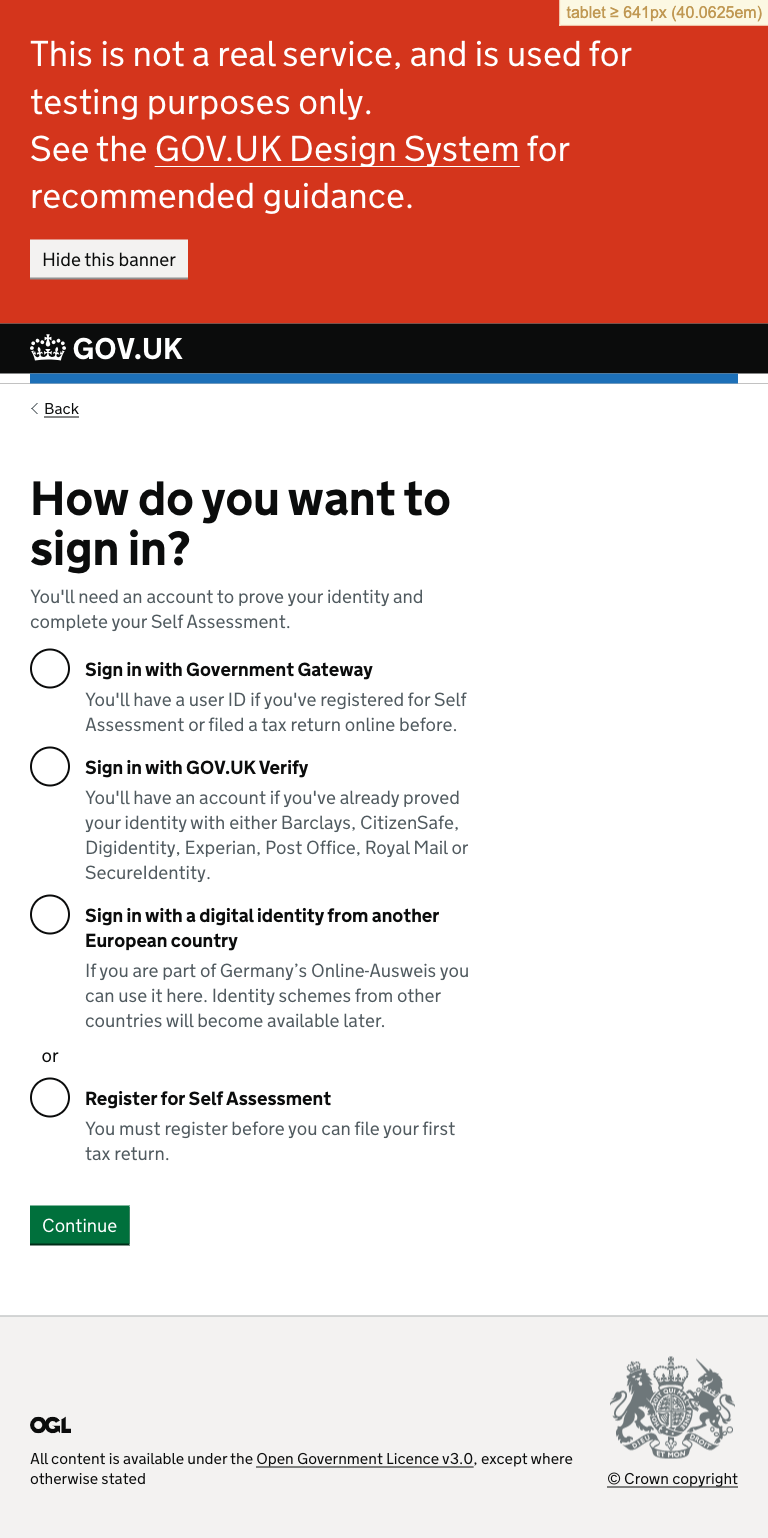 tablet ≥ 641px (40.0625em)
This is not a real service, and is used for
testing purposes only.
See the GOV.UK Design System for
recommended guidance.
Hide this banner
GOV.UK
Back
How do you want to
sign in?
You'll need an account to prove your identity and
complete your Self Assessment.
Sign in with Government Gateway
You'll have a user ID if you've registered for Self
Assessment or filed a tax return online before.
Sign in with GOV.UK Verify
You'll have an account if you've already proved
your identity with either Barclays, CitizenSafe,
Digidentity, Experian, Post Office, Royal Mail or
SecureIdentity.
Sign in with a digital identity from another
European country
If you are part of Germany’s Online-Ausweis you
can use it here. Identity schemes from other
countries will become available later.
or
Register for Self Assessment
You must register before you can file your first
tax return.
Continue
OGL
All content is available under the Open Government Licence v3.0, except where
otherwise stated
DIEU ET MON DROIT
© Crown copyright